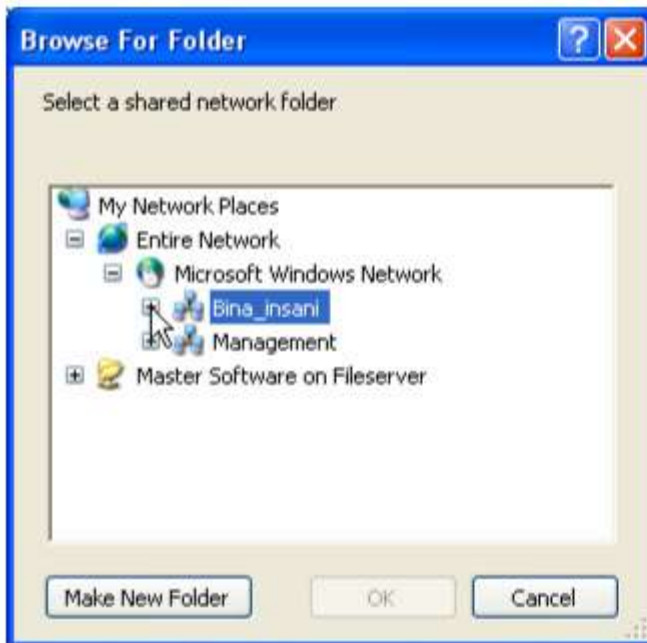 Browse For Folder
Select a shared network folder
My Network Places
Entire Network
Microsoft Windows Network
Bina_insani
Management
Master Software on Fileserver
Make New Folder OK Cancel